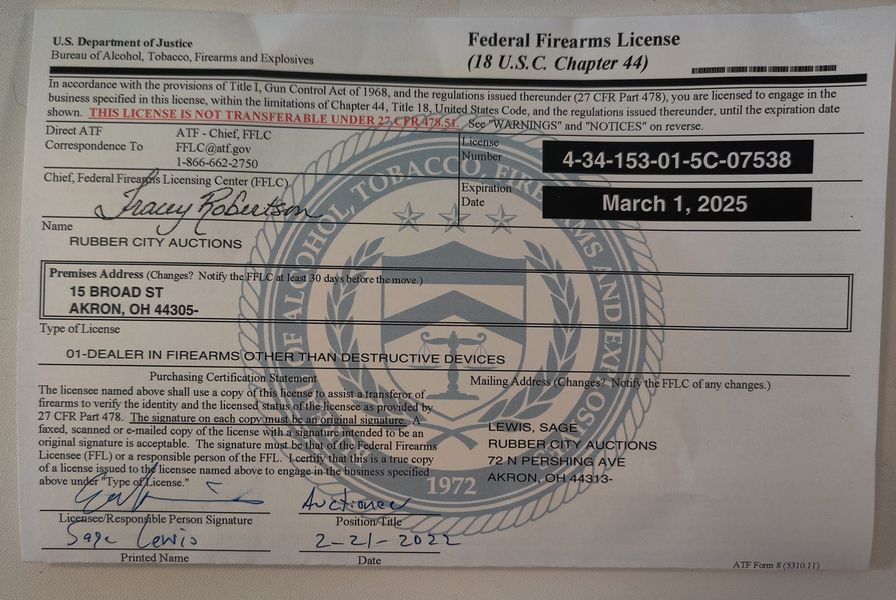 U.S. Department of Justice
Bureau of Alcohol, Tobacco, Firearms and Explosives
Federal Firearms License
(18 U.S.C. Chapter 44)
In accordance with the provisions of Title I, Gun Control Act of 1968, and the regulations issued thereunder (27 CFR Part 478), you are licensed to engage in the
business specified in this license, within the limitations of Chapter 44, Title 18, United States Code, and the regulations issued thereunder, until the expiration date
shown. THIS LICENSE IS NOT TRANSFERABLE UNDER 27 CFR 478.51. See "WARNINGS" and "NOTICES" on reverse.
Direct ATF
Correspondence To
ATF - Chief, FFLC
FFLC@atf.gov
1-866-662-2750
License
Number
4-34-153-01-5C-07538
Chief, Federal Firearms Licensing Center (FFLC)
Tracey Robertson
Expiration
Date
March 1, 2025
Name
RUBBER CITY AUCTIONS
Premises Address (Changes? Notify the FFLC at least 30 days before the move.)
15 BROAD ST
AKRON, OH 44305-
Type of License
01-DEALER IN FIREARMS OTHER THAN DESTRUCTIVE DEVICES
Purchasing Certification Statement
The licensee named above shall use a copy of this license to assist a transferor of
firearms to verify the identity and the licensed status of the licensee as provided by
27 CFR Part 478. The signature on each copy must be an original signature. A
faxed, scanned or e-mailed copy of the license with a signature intended to be an
original signature is acceptable. The signature must be that of the Federal Firearms
Licensee (FFL) or a responsible person of the FFL. I certify that this is a true copy
of a license issued to the licensee named above to engage in the business specified
above under "Type of License."
Mailing Address (Changes? Notify the FFLC of any changes.)
LEWIS, SAGE
RUBBER CITY AUCTIONS
72 N PERSHING AVE
AKRON, OH 44313-
Auctioneer
Licensee/Responsible Person Signature
Position/Title
Sage Lewis
2-21-2022
Printed Name
Date
1972
ATF Form 8 (5310.11)